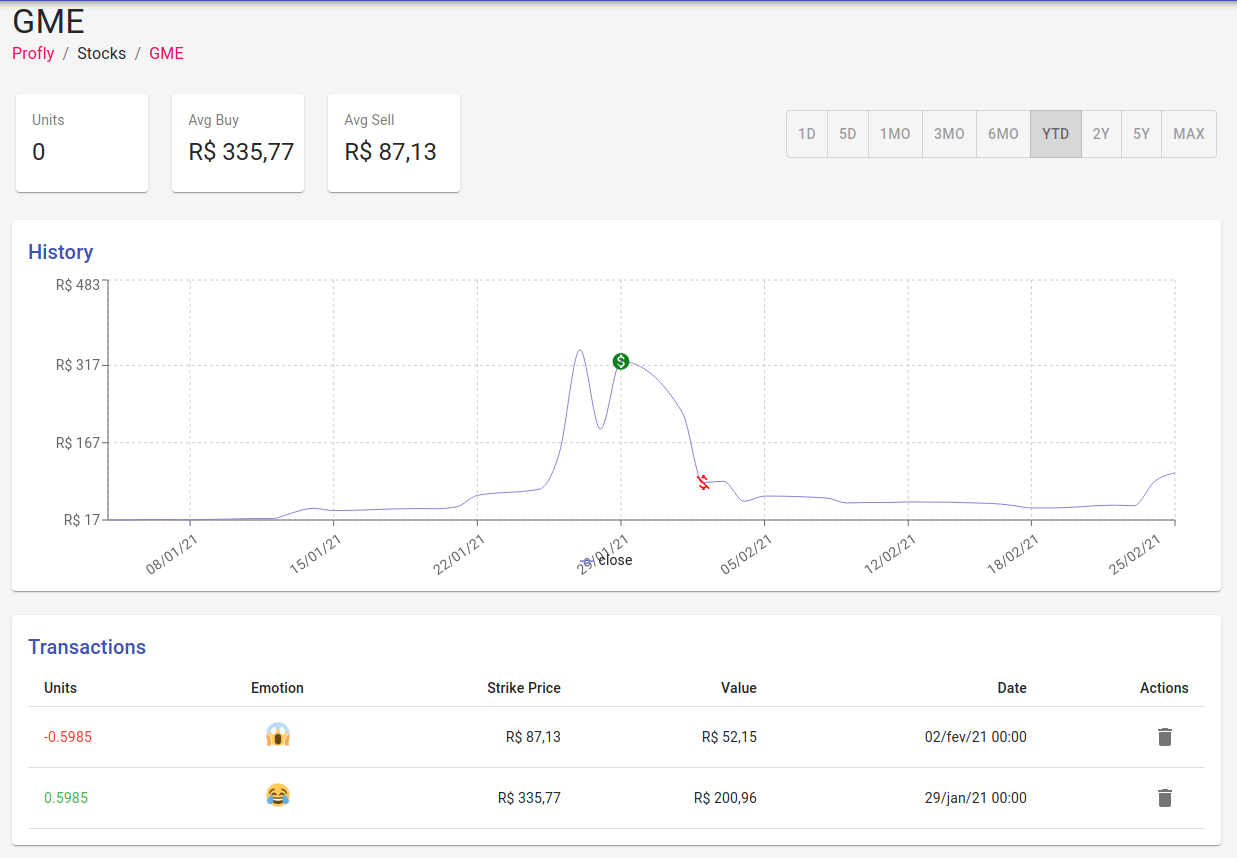 GME
Profly / Stocks / GME
Units
0
Avg Buy
R$ 335,77
Avg Sell
R$ 87,13
1D 5D 1MO 3MO 6MO YTD 2Y 5Y MAX
History
R$ 483
R$ 317
R$ 167
R$ 17
08/01/21 15/01/21 22/01/21 29/01/21 05/02/21 12/02/21 18/02/21 25/02/21
close
Transactions
Units Emotion Strike Price Value Date Actions
-0.5985 R$ 87,13 R$ 52,15 02/fev/21 00:00
0.5985 R$ 335,77 R$ 200,96 29/jan/21 00:00